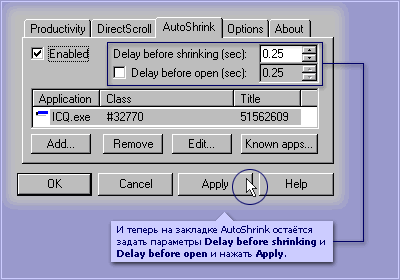 Productivity DirectScroll AutoShrink Options About
Enabled
Delay before shrinking (sec): 0.25
Delay before open (sec): 0.25
Application Class Title
ICQ.exe #32770 51562609
Add... Remove Edit... Known apps...
OK Cancel Apply Help
И теперь на закладке AutoShrink остаётся
задать параметры Delay before shrinking и
Delay before open и нажать Apply.